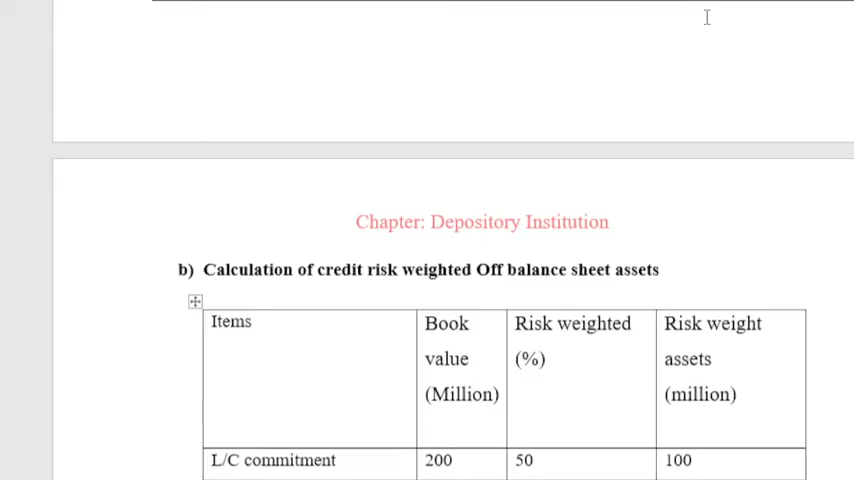 Chapter: Depository Institution
b) Calculation of credit risk weighted Off balance sheet assets
Items
Book value (Million)
Risk weighted (%)
Risk weight assets (million)
L/C commitment 200 50 100